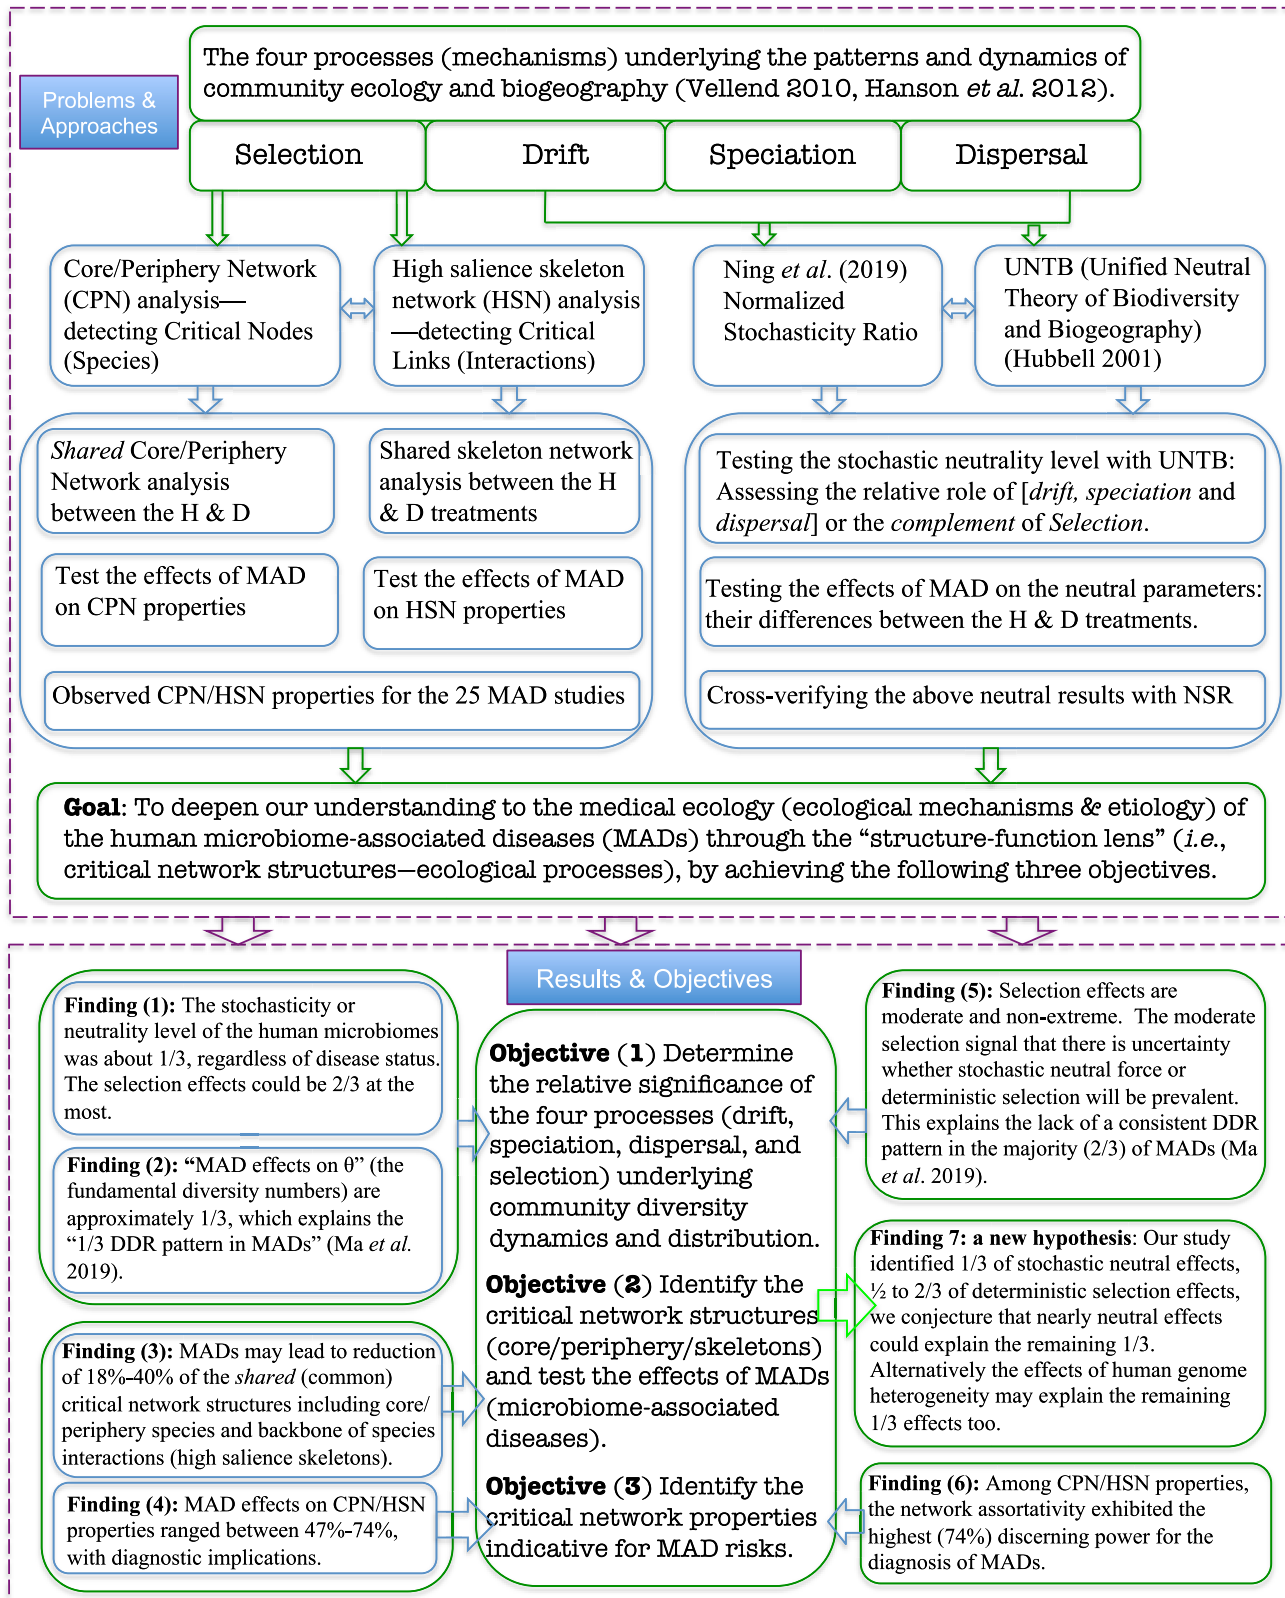 The four processes (mechanisms) underlying the patterns and dynamics of
community ecology and biogeography (Vellend 2010, Hanson et al. 2012).
Problems &
Approaches
Selection
Drift
Speciation
Dispersal
Core/Periphery Network
(CPN) analysis—
detecting Critical Nodes
(Species)
High salience skeleton
network (HSN) analysis
—detecting Critical
Links (Interactions)
Ning et al. (2019)
Normalized
Stochasticity Ratio
UNTB (Unified Neutral
Theory of Biodiversity
and Biogeography)
(Hubbell 2001)
Shared Core/Periphery
Network analysis
between the H & D
Shared skeleton network
analysis between the H
& D treatments
Test the effects of MAD
on CPN properties
Test the effects of MAD
on HSN properties
Observed CPN/HSN properties for the 25 MAD studies
Testing the stochastic neutrality level with UNTB:
Assessing the relative role of [drift, speciation and
dispersal] or the complement of Selection.
Testing the effects of MAD on the neutral parameters:
their differences between the H & D treatments.
Cross-verifying the above neutral results with NSR
Goal: To deepen our understanding to the medical ecology (ecological mechanisms & etiology) of
the human microbiome-associated diseases (MADs) through the “structure-function lens” (i.e.,
critical network structures—ecological processes), by achieving the following three objectives.
Results & Objectives
Finding (1): The stochasticity or
neutrality level of the human microbiomes
was about 1/3, regardless of disease status.
The selection effects could be 2/3 at the
most.
Finding (2): “MAD effects on θ” (the
fundamental diversity numbers) are
approximately 1/3, which explains the
“1/3 DDR pattern in MADs” (Ma et al.
2019).
Finding (3): MADs may lead to reduction
of 18%-40% of the shared (common)
critical network structures including core/
periphery species and backbone of species
interactions (high salience skeletons).
Finding (4): MAD effects on CPN/HSN
properties ranged between 47%-74%,
with diagnostic implications.
Objective (1) Determine
the relative significance of
the four processes (drift,
speciation, dispersal, and
selection) underlying
community diversity
dynamics and distribution.
Objective (2) Identify the
critical network structures
(core/periphery/skeletons)
and test the effects of MADs
(microbiome-associated
diseases).
Objective (3) Identify the
critical network properties
indicative for MAD risks.
Finding (5): Selection effects are
moderate and non-extreme. The moderate
selection signal that there is uncertainty
whether stochastic neutral force or
deterministic selection will be prevalent.
This explains the lack of a consistent DDR
pattern in the majority (2/3) of MADs (Ma
et al. 2019).
Finding 7: a new hypothesis: Our study
identified 1/3 of stochastic neutral effects,
½ to 2/3 of deterministic selection effects,
we conjecture that nearly neutral effects
could explain the remaining 1/3.
Alternatively the effects of human genome
heterogeneity may explain the remaining
1/3 effects too.
Finding (6): Among CPN/HSN properties,
the network assortativity exhibited the
highest (74%) discerning power for the
diagnosis of MADs.